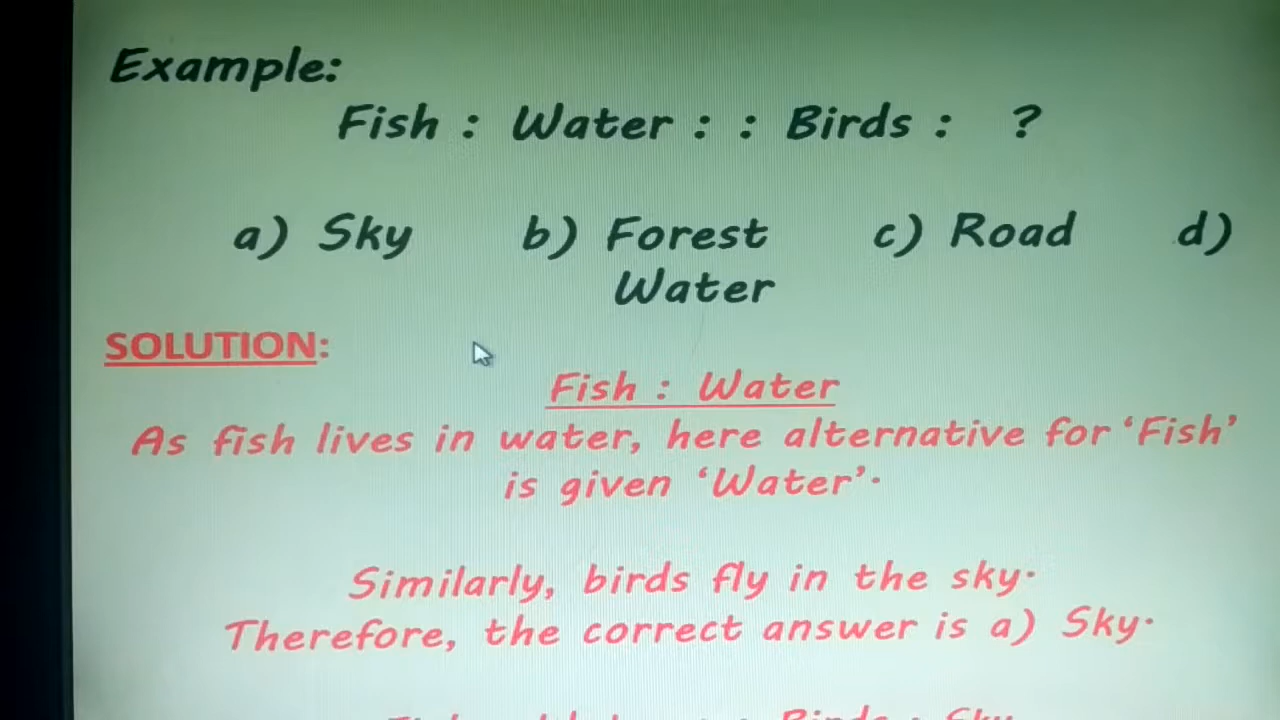 Example:
Fish : Water : : Birds : ?
a) Sky b) Forest c) Road d)
Water
SOLUTION:
Fish : Water
As fish lives in water, here alternative for ‘Fish’
is given ‘Water’.
Similarly, birds fly in the sky.
Therefore, the correct answer is a) Sky.